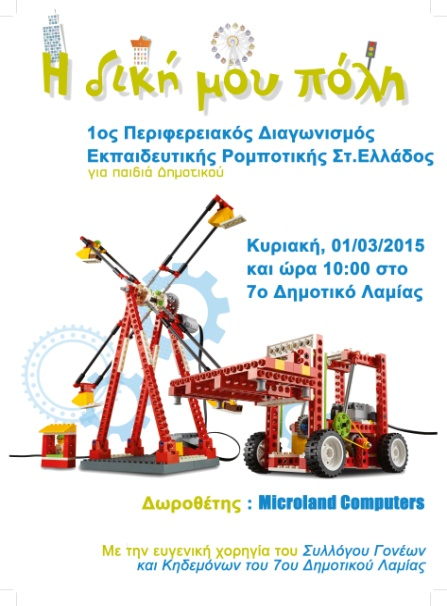 Η δική μου πόλη
1ος Περιφερειακός Διαγωνισμός
Εκπαιδευτικής Ρομποτικής Στ.Ελλάδος
για παιδιά Δημοτικού
Κυριακή, 01/03/2015
και ώρα 10:00 στο
7ο Δημοτικό Λαμίας
Δωροθέτης : Microland Computers
Με την ευγενική χορηγία του Συλλόγου Γονέων
και Κηδεμόνων του 7ου Δημοτικού Λαμίας